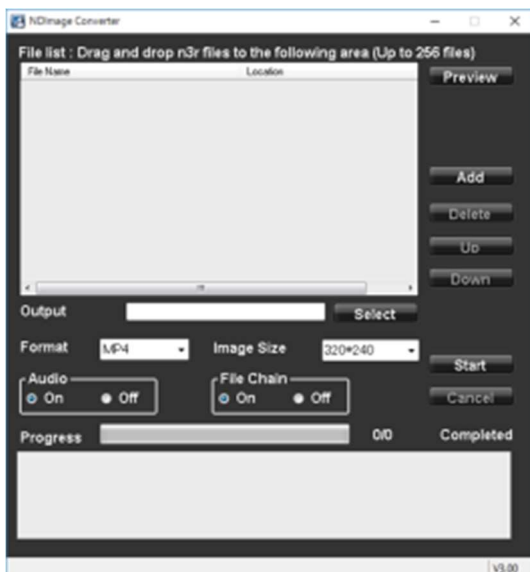 NDImage Converter
File list : Drag and drop n3r files to the following area (Up to 256 files)
File Name Location
Preview
Add
Delete
Up
Down
Output Select
Format MP4 Image Size 320*240
Start
Audio File Chain
On Off On Off
Cancel
Progress 0/0 Completed
V3.00